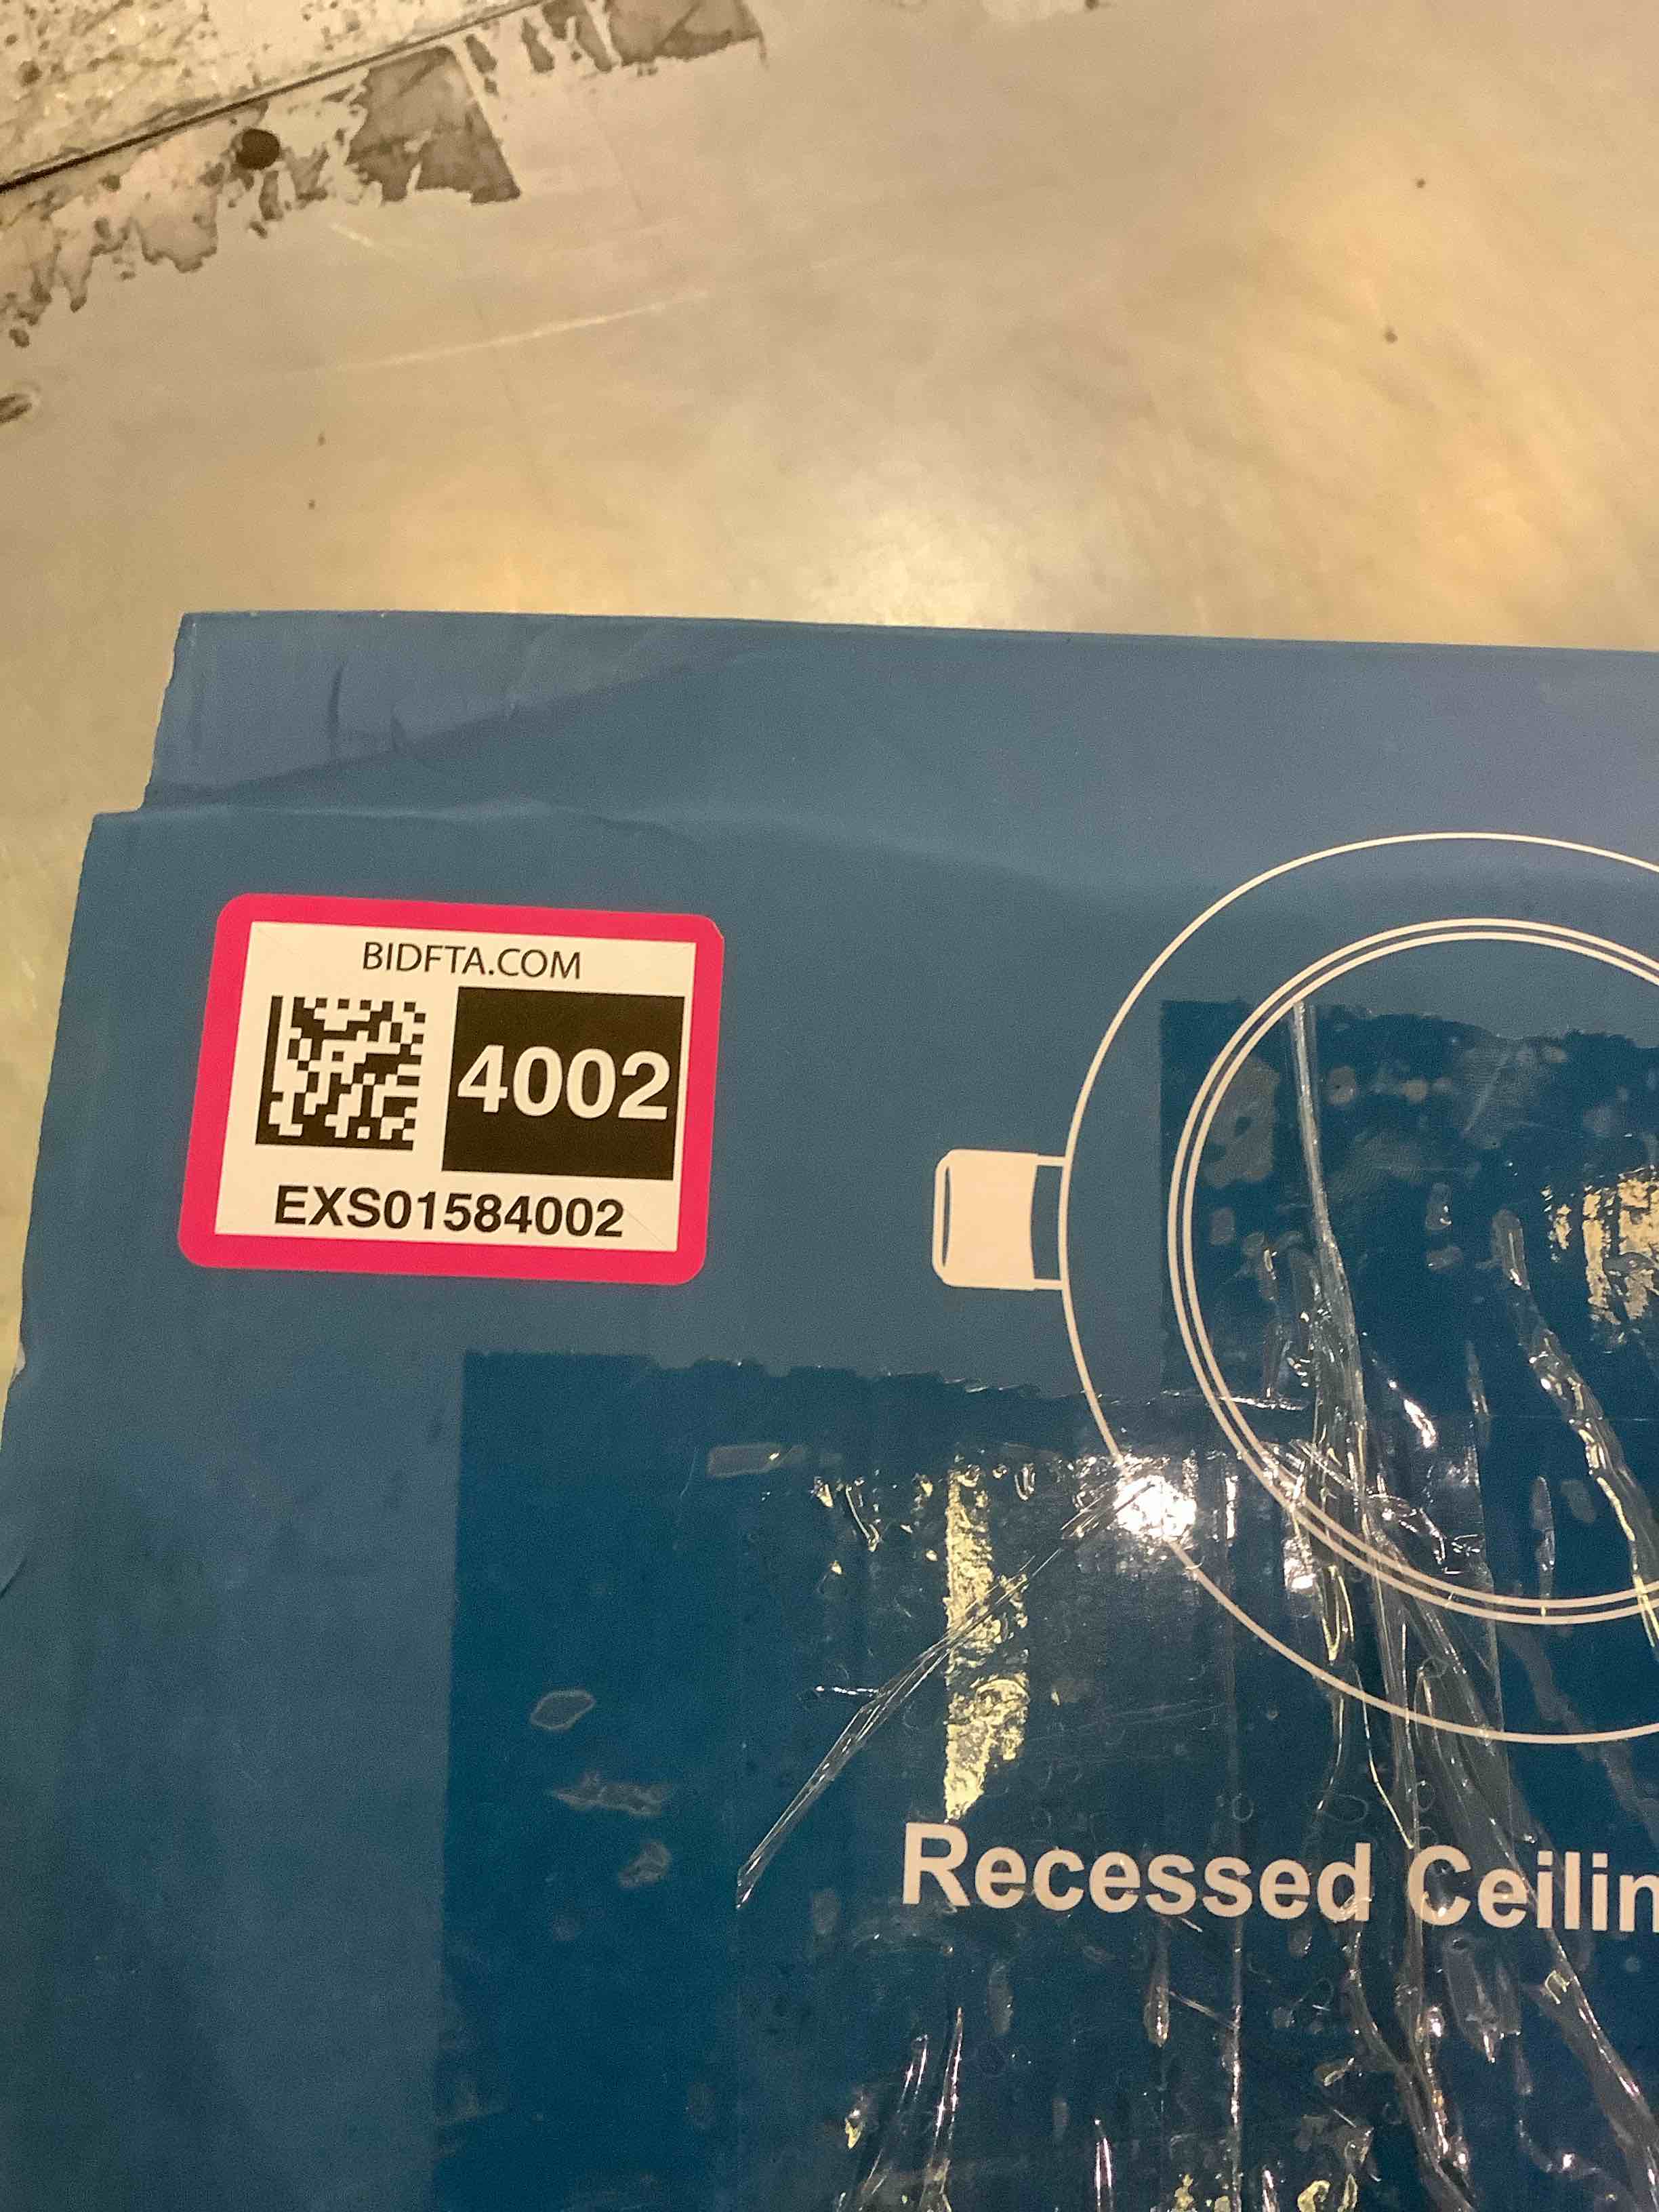 BIDFTA.COM
4002
EXS01584002
Recessed Ceilin